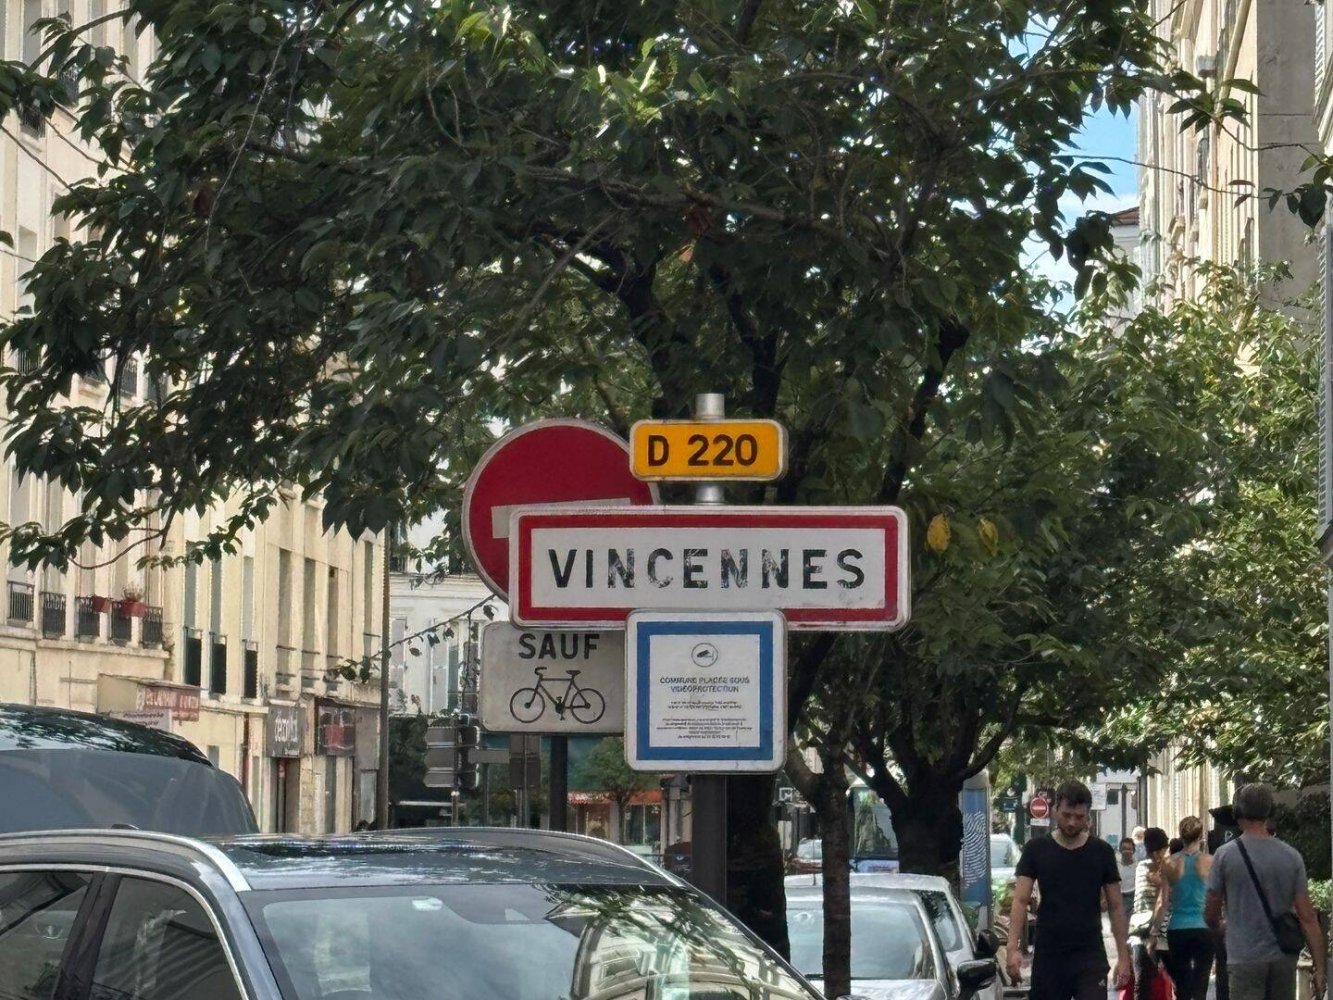 D 220
VINCENNES
SAUF
COMMUNE PLACÉE SOUS
VIDÉOPROTECTION